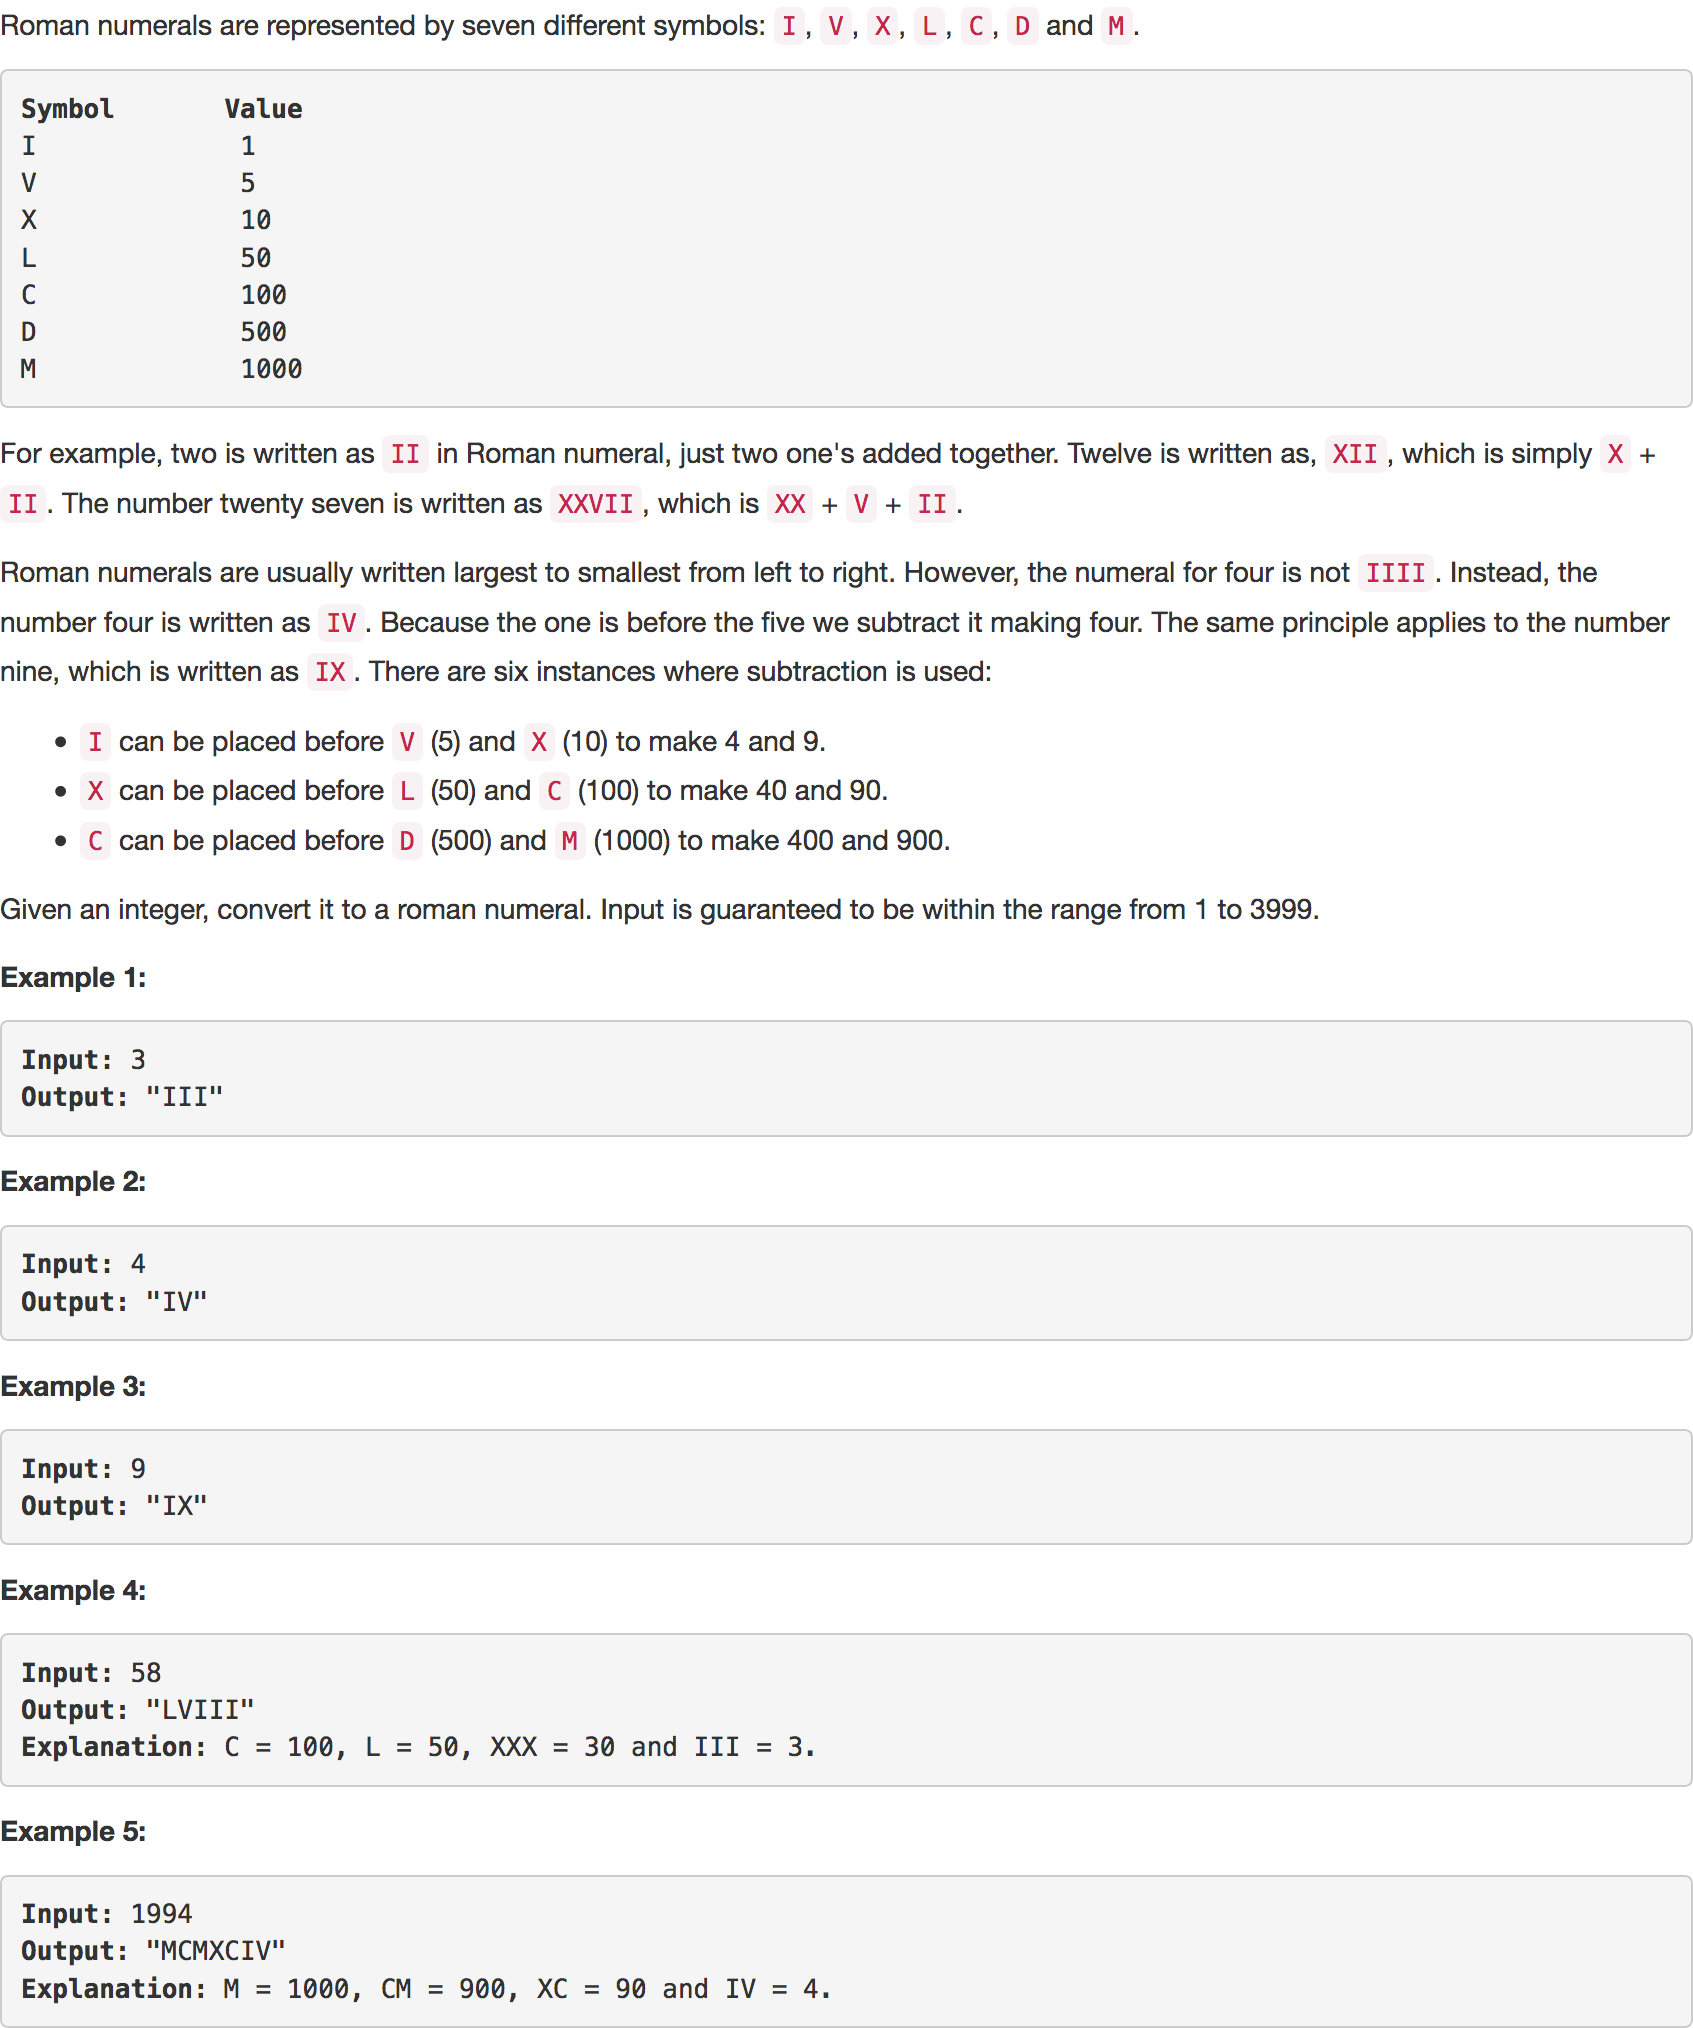 Roman numerals are represented by seven different symbols: I, V, X, L, C, D and M.
Symbol Value
I 1
V 5
X 10
L 50
C 100
D 500
M 1000
For example, two is written as II in Roman numeral, just two one's added together. Twelve is written as, XII, which is simply X +
II. The number twenty seven is written as XXVII, which is XX + V + II.
Roman numerals are usually written largest to smallest from left to right. However, the numeral for four is not IIII. Instead, the
number four is written as IV. Because the one is before the five we subtract it making four. The same principle applies to the number
nine, which is written as IX. There are six instances where subtraction is used:
• I can be placed before V (5) and X (10) to make 4 and 9.
• X can be placed before L (50) and C (100) to make 40 and 90.
• C can be placed before D (500) and M (1000) to make 400 and 900.
Given an integer, convert it to a roman numeral. Input is guaranteed to be within the range from 1 to 3999.
Example 1:
Input: 3
Output: "III"
Example 2:
Input: 4
Output: "IV"
Example 3:
Input: 9
Output: "IX"
Example 4:
Input: 58
Output: "LVIII"
Explanation: C = 100, L = 50, XXX = 30 and III = 3.
Example 5:
Input: 1994
Output: "MCMXCIV"
Explanation: M = 1000, CM = 900, XC = 90 and IV = 4.